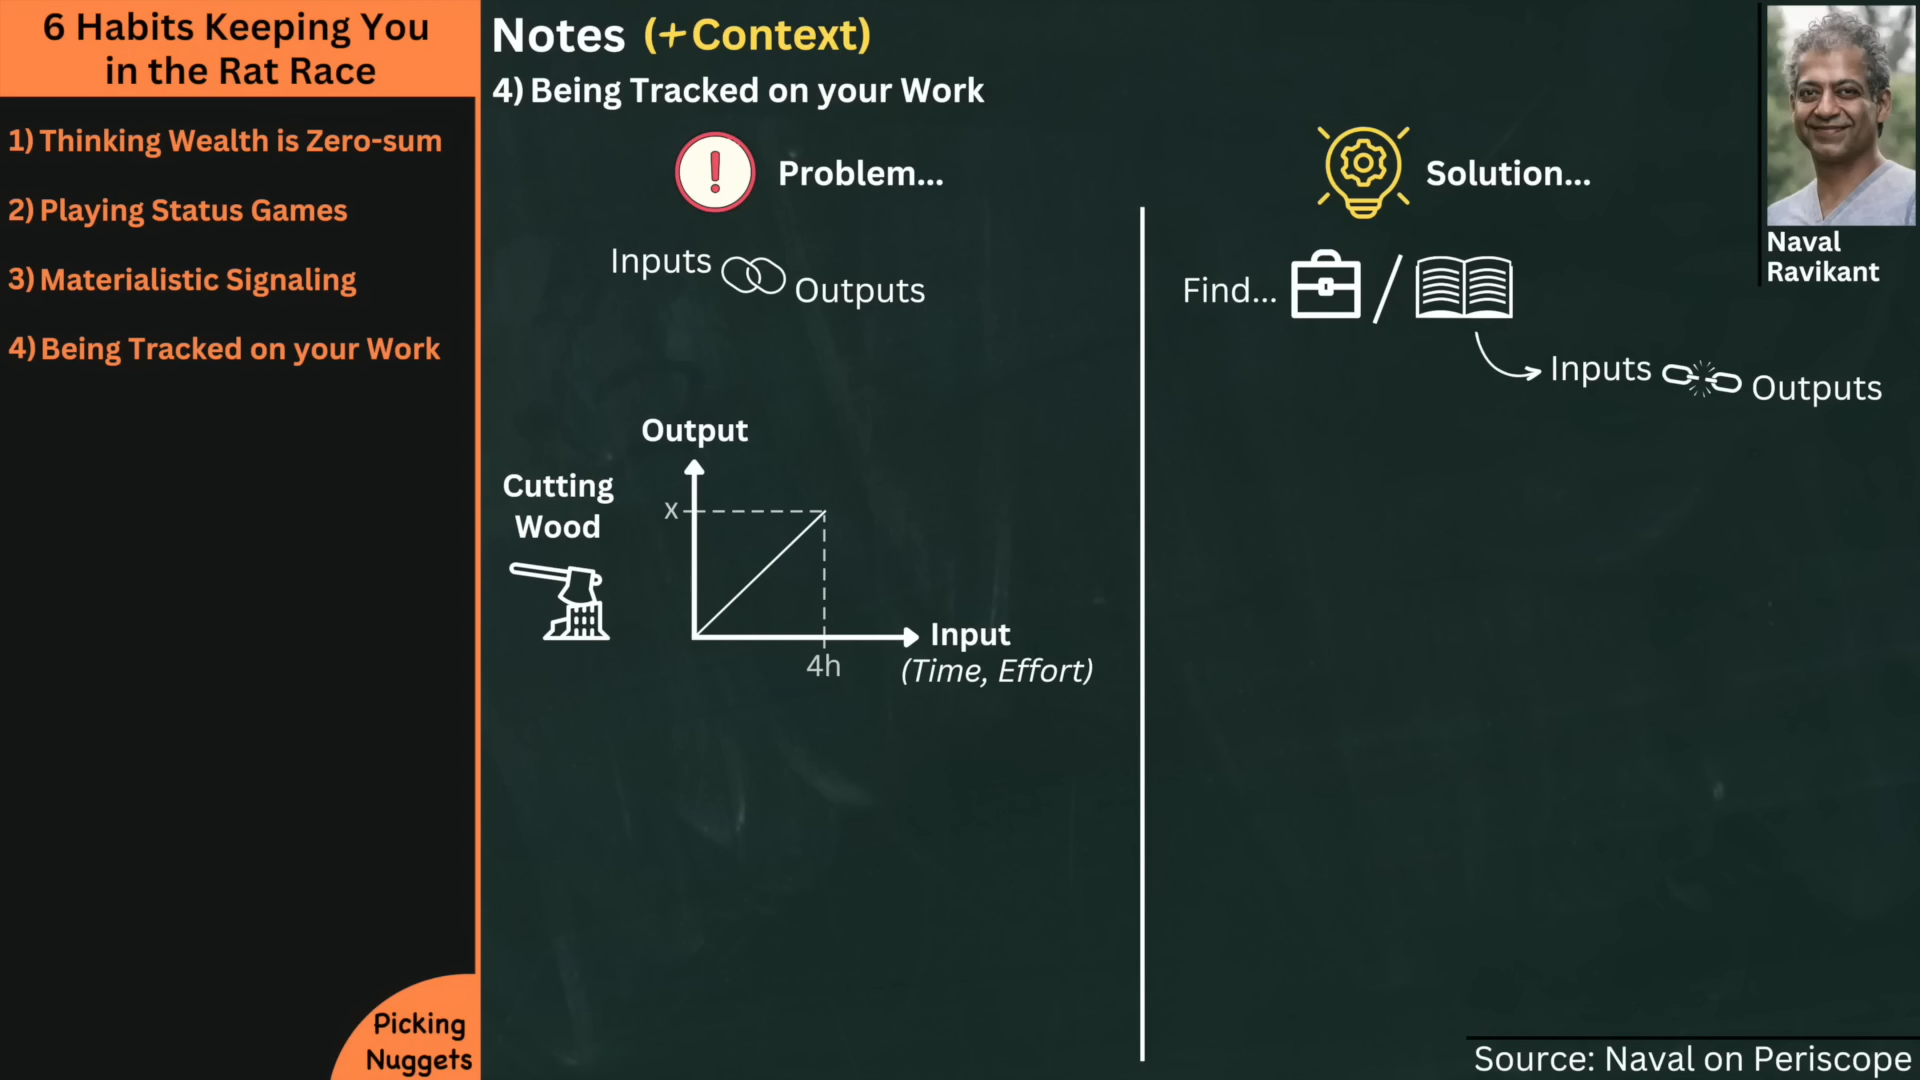 6 Habits Keeping You
in the Rat Race
1) Thinking Wealth is Zero-sum
2) Playing Status Games
3) Materialistic Signaling
4) Being Tracked on your Work
Picking
Nuggets
Notes (+Context)
4) Being Tracked on your Work
Problem...
Inputs
Outputs
Output
Cutting
Wood
X
4h
Input
(Time, Effort)
Solution...
Find... /
Inputs
Outputs
Naval
Ravikant
Source: Naval on Periscope